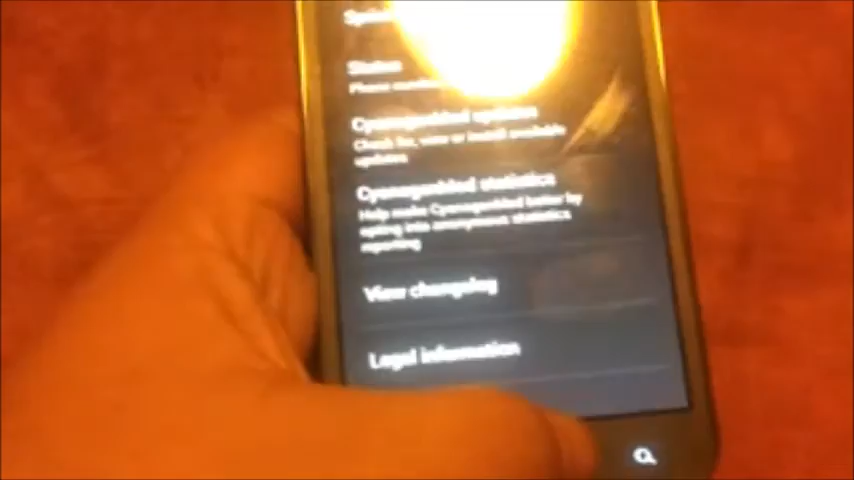 Status
CyanogenMod updates
Check for, view or install available
updates
CyanogenMod statistics
Help make CyanogenMod better by
opting into anonymous statistics
reporting
View changelog
Legal information